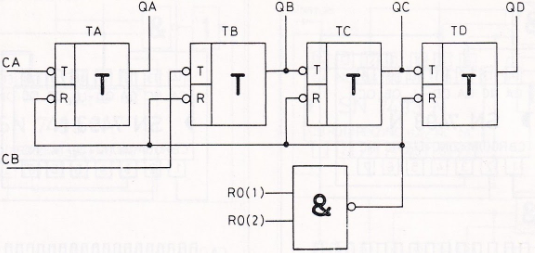 QA QB QC QD
TA TB TC TD
CA T T T T T T T T
R R R R
CB
R0(1)
R0(2)
&